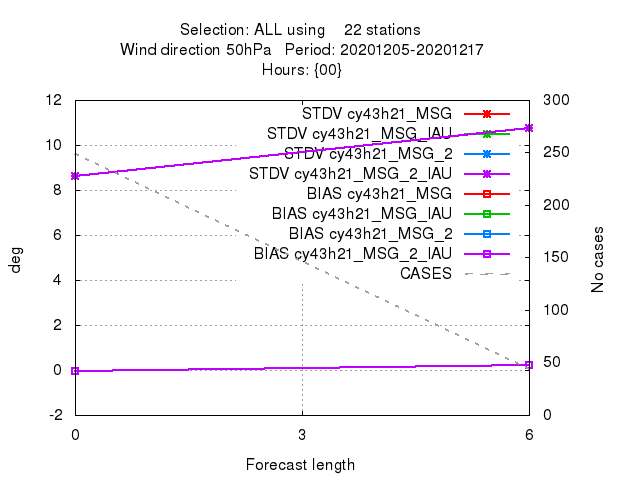 Selection: ALL using    22 stations
Wind direction 50hPa   Period: 20201205-20201217
Hours: {00}
12
10
8
6
4
2
0
-2
deg
STDV cy43h21_MSG
STDV cy43h21_MSG_IAU
STDV cy43h21_MSG_2
STDV cy43h21_MSG_2_IAU
BIAS cy43h21_MSG
BIAS cy43h21_MSG_IAU
BIAS cy43h21_MSG_2
BIAS cy43h21_MSG_2_IAU
CASES
300
250
200
150
100
50
0
No cases
0 3 6
Forecast length